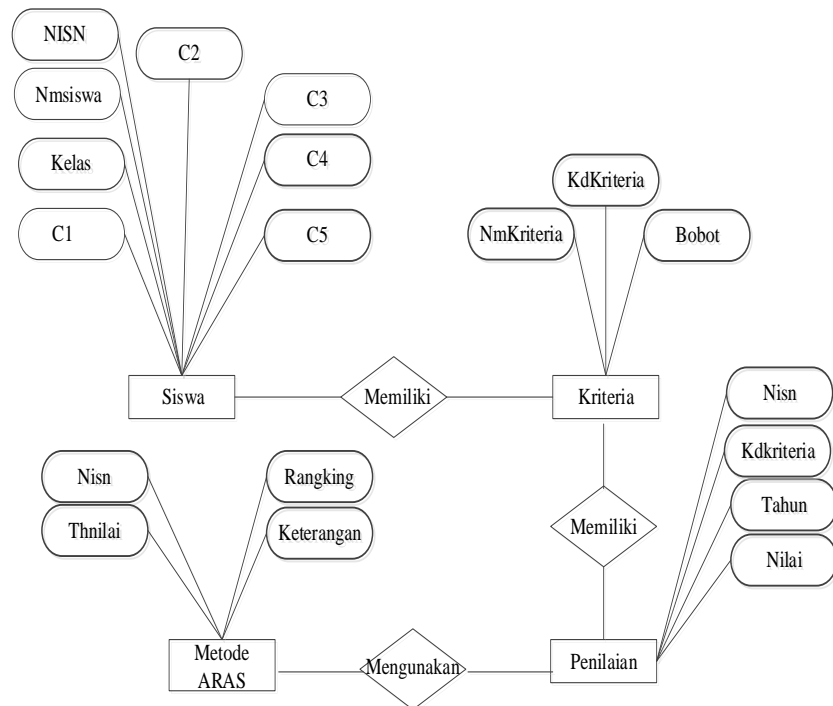 NISN
C2
Nmsiswa
C3
Kelas
C4
C1
C5
KdKriteria
NmKriteria
Bobot
Siswa
Memiliki
Kriteria
Nisn
Kdkriteria
Tahun
Nilai
Nisn
Rangking
Thnilai
Keterangan
Memiliki
Metode
ARAS
Mengunakan
Penilaian